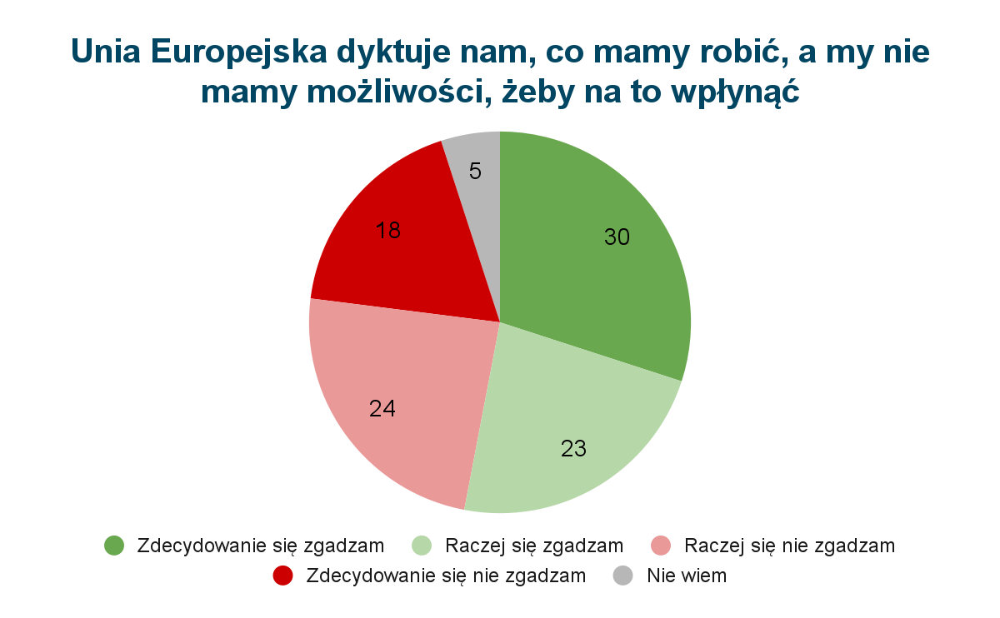 Unia Europejska dyktuje nam, co mamy robić, a my nie
mamy możliwości, żeby na to wpłynąć
5
30
18
24
23
Zdecydowanie się zgadzam
Raczej się zgadzam
Raczej się nie zgadzam
Zdecydowanie się nie zgadzam
Nie wiem